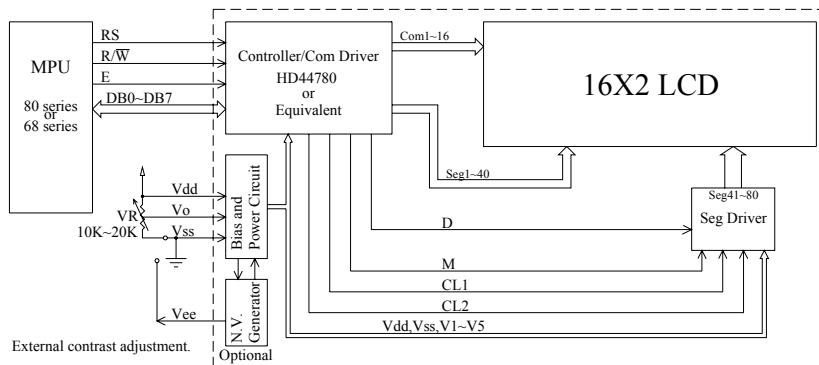 RS
R/W̅
E
DB0~DB7
MPU
80 series
or
68 series
Controller/Com Driver
HD44780
or
Equivalent
Com1~16
16X2 LCD
Seg1~40
Seg41~80
Seg Driver
Vdd
Vo
Vss
VR
10K~20K
Bias and
Power Circuit
D
M
CL1
CL2
Vdd,Vss,V1~V5
Vee
N.V.
Generator
Optional
External contrast adjustment.